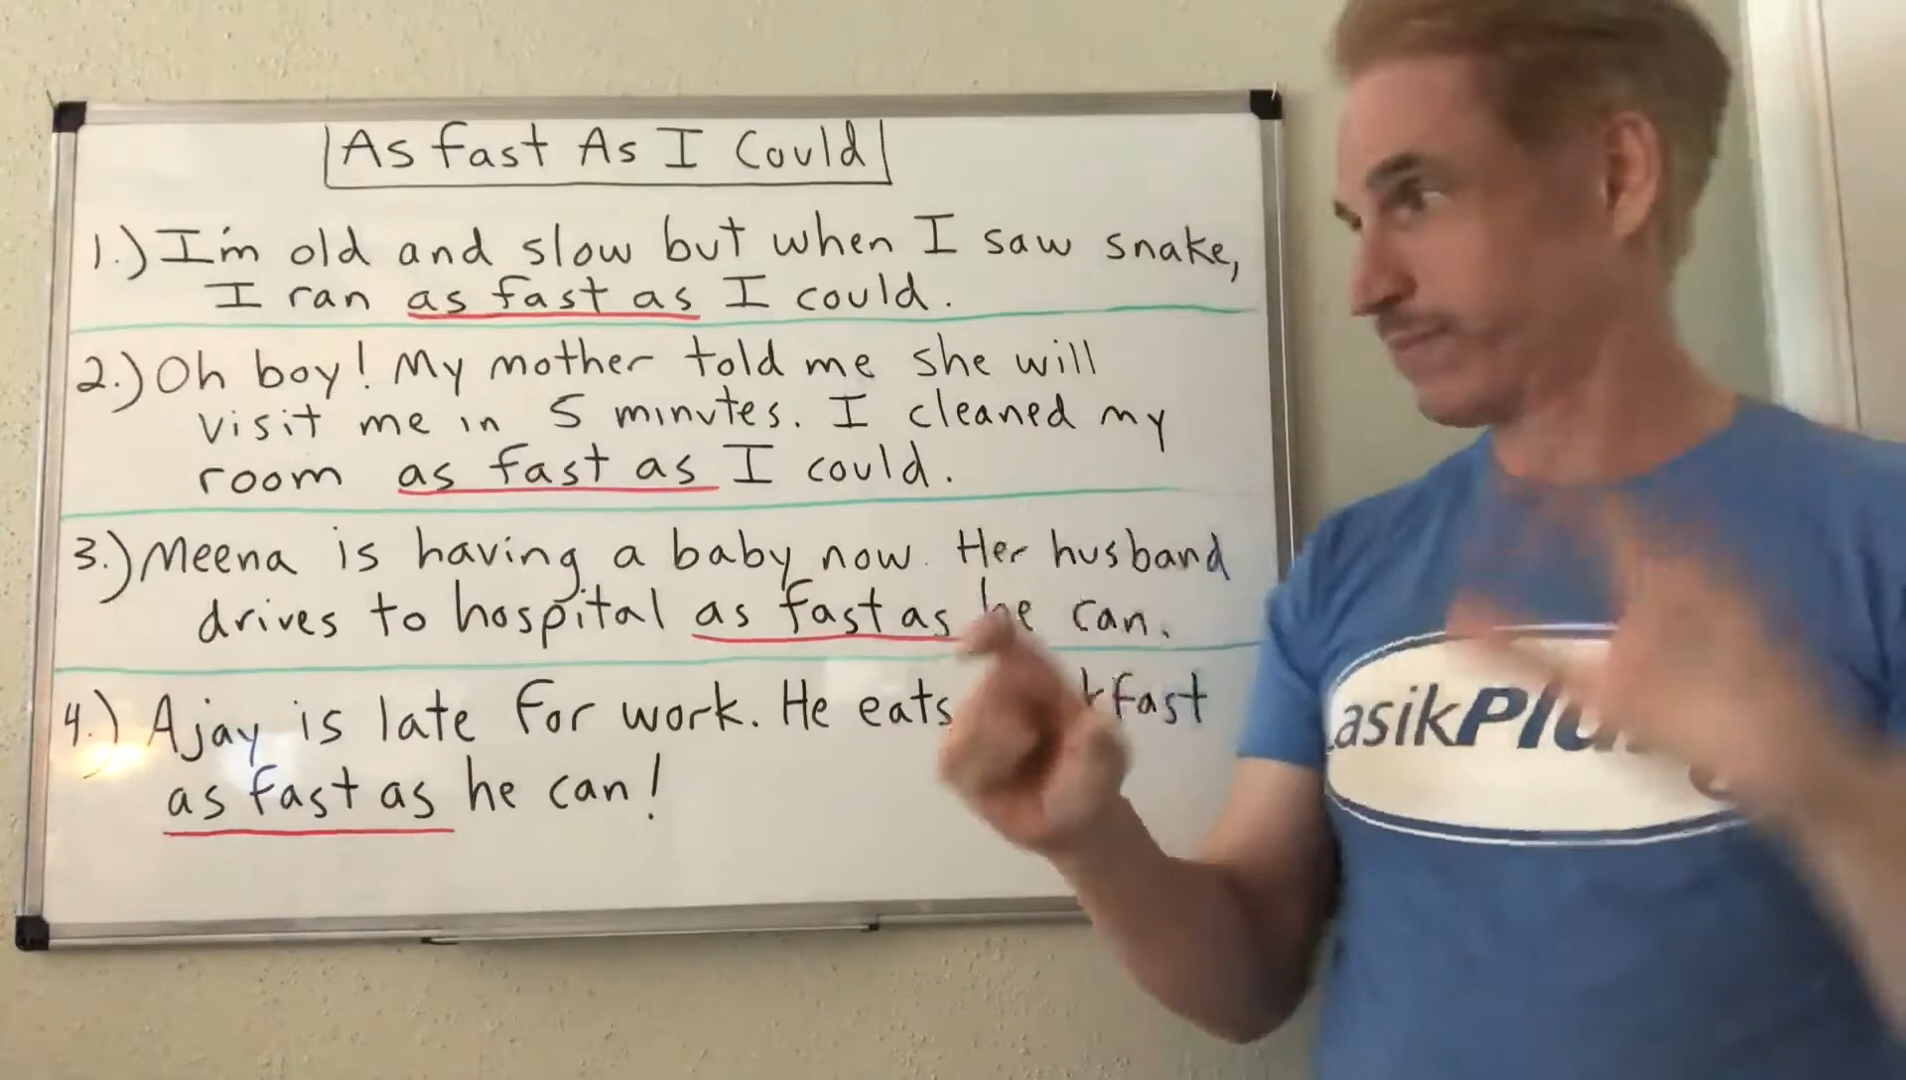 As Fast As I Could
1.) I'm old and slow but when I saw snake,
I ran as fast as I could.
2.) Oh boy! My mother told me she will
visit me in 5 minutes. I cleaned my
room as fast as I could.
3.) Meena is having a baby now. Her husband
drives to hospital as fast as he can.
4.) Ajay is late for work. He eats
as fast as he can!